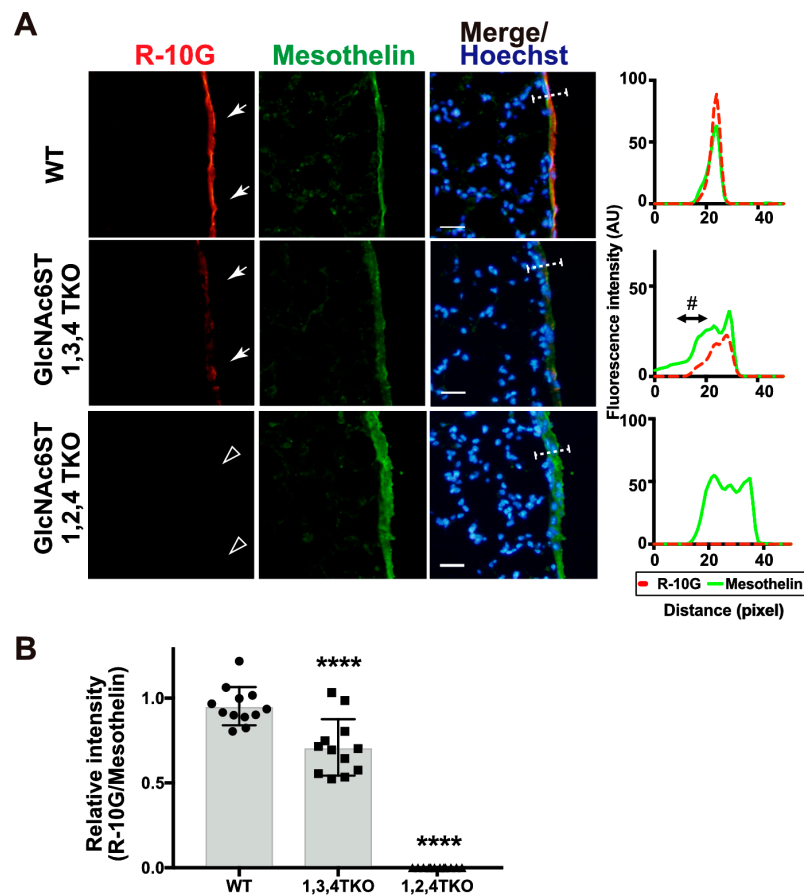 A
R-10G
Mesothelin
Merge/
Hoechst
WT
GlcNAc6ST
1,3,4 TKO
GlcNAc6ST
1,2,4 TKO
Fluorescence intensity (AU)
100
50
0
0 20 40
100
#
50
0
0 20 40
100
50
0
0 20 40
R-10G Mesothelin
Distance (pixel)
B
Relative intensity
(R-10G/Mesothelin)
1.0
0.5
0.0
****
****
WT 1,3,4TKO 1,2,4TKO